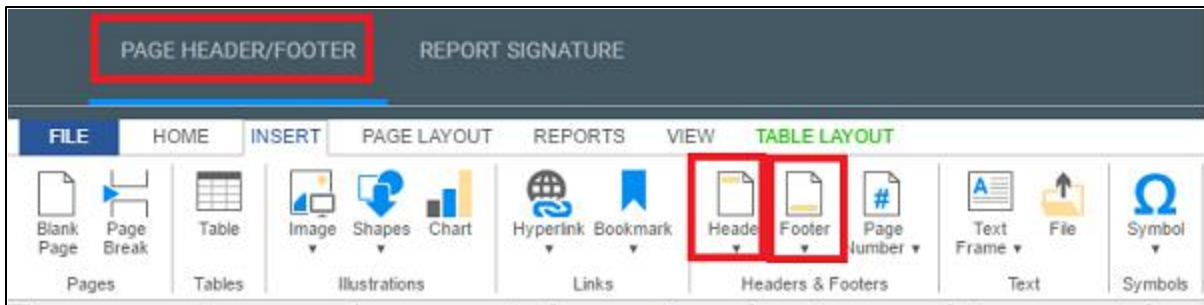 PAGE HEADER/FOOTER REPORT SIGNATURE
FILE HOME INSERT PAGE LAYOUT REPORTS VIEW TABLE LAYOUT
Blank Page Table Image Shapes Chart Hyperlink Bookmark Heade Footer Page Text File Symbol
Page Break Number Frame
Pages Tables Illustrations Links Headers & Footers Text Symbols